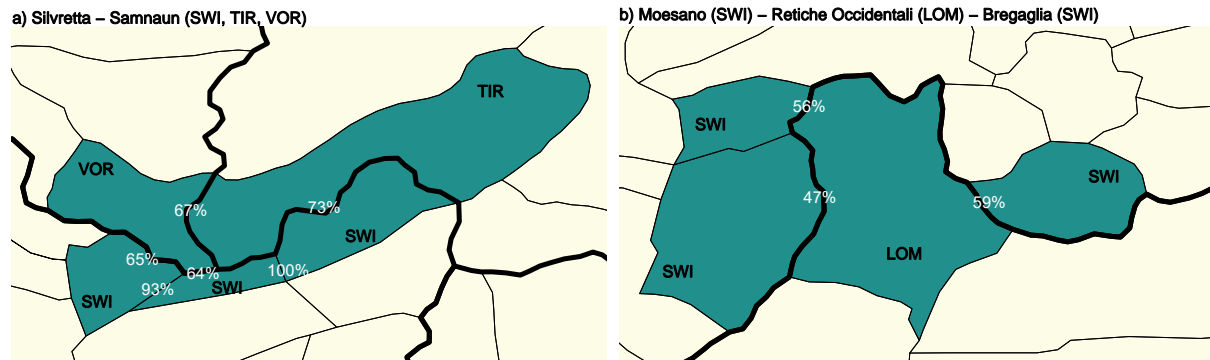 a) Silvretta – Samnaun (SWI, TIR, VOR)
TIR
VOR
67%
73%
SWI
65%
64%
100%
93%
SWI
SWI
b) Moesano (SWI) – Retiche Occidentali (LOM) – Bregaglia (SWI)
56%
SWI
SWI
47%
59%
LOM
SWI